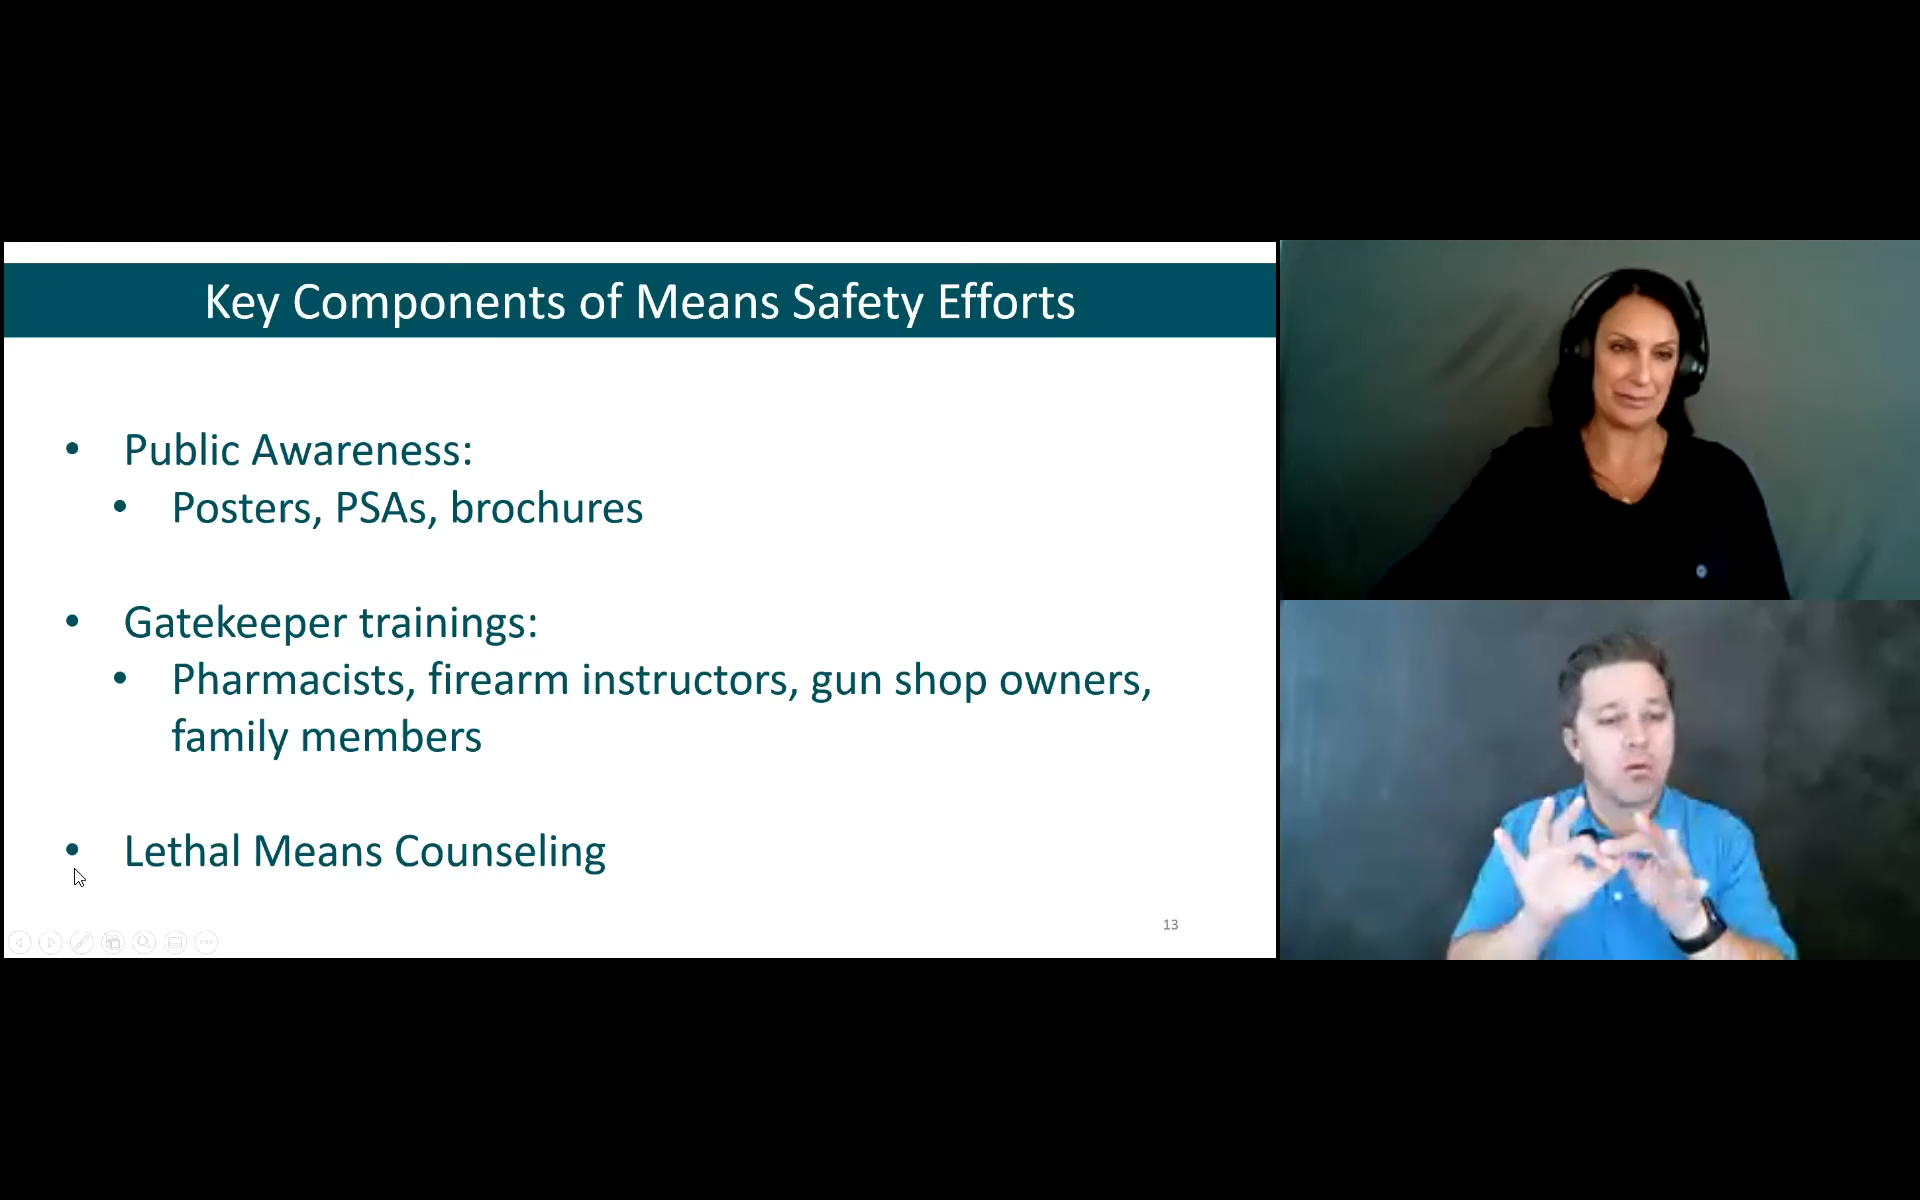 Key Components of Means Safety Efforts
• Public Awareness:
• Posters, PSAs, brochures
• Gatekeeper trainings:
• Pharmacists, firearm instructors, gun shop owners,
family members
• Lethal Means Counseling
13